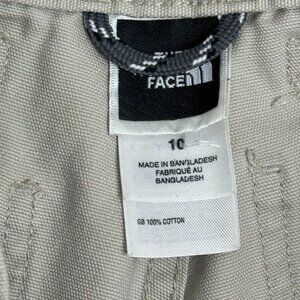 FACE
10
MADE IN BANGLADESH
FABRIQUÉ AU
BANGLADESH
GB 100% COTTON